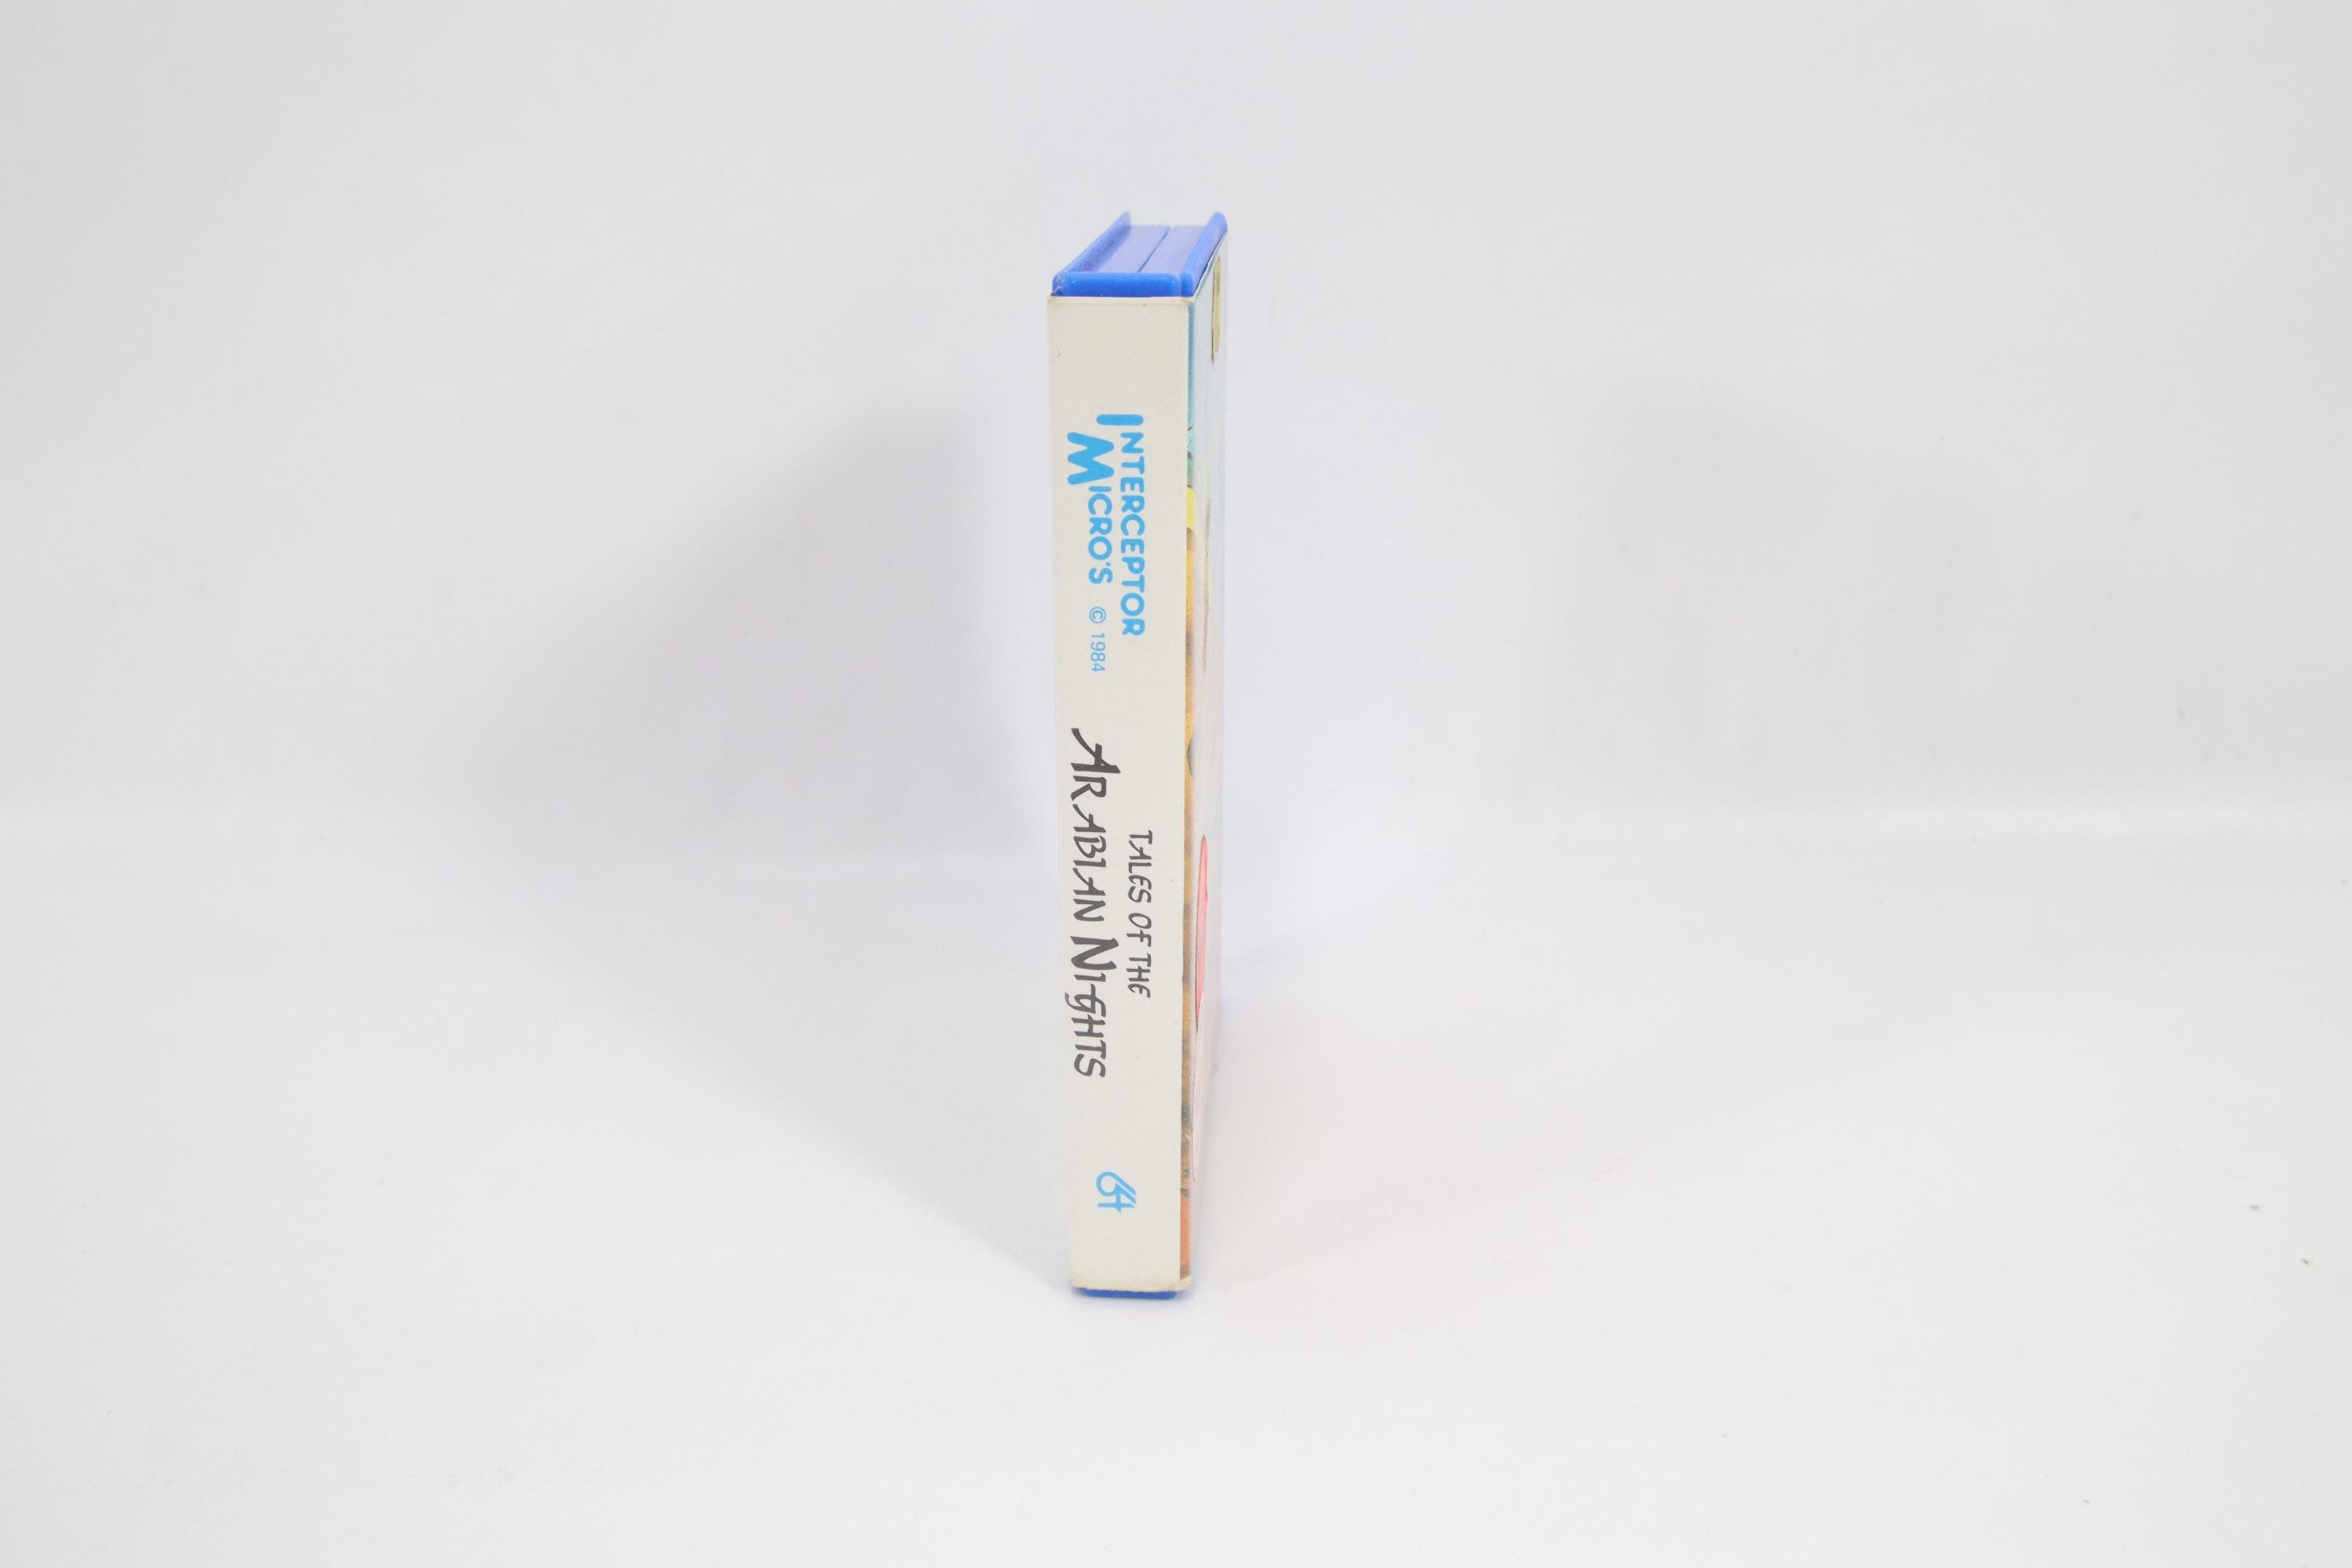 INTERCEPTOR
MICRO'S © 1984
TALES OF THE
ARABIAN NIGHTS
64